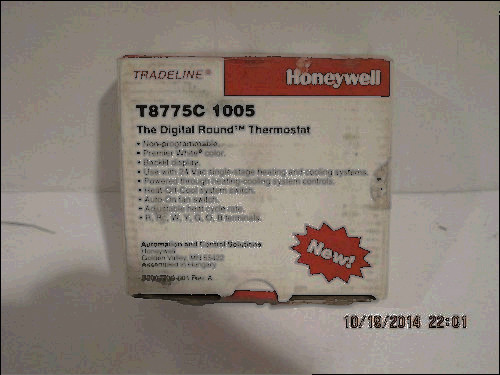 TRADELINE®
Honeywell
T8775C 1005
The Digital Round™ Thermostat
• Non-programmable.
• Premier White® color.
• Backlit display.
• Use with 24 Vac single-stage heating and cooling systems.
• Powered through heating-cooling system controls.
• Heat-Off-Cool system switch.
• Auto-On fan switch.
• Adjustable heat cycle rate.
• R, W, Y, G, O, B terminals.
Automation and Control Solutions
Honeywell
Golden Valley, MN 55422
Assembled in Hungary
Rev. A
New!
10/19/2014 22:01